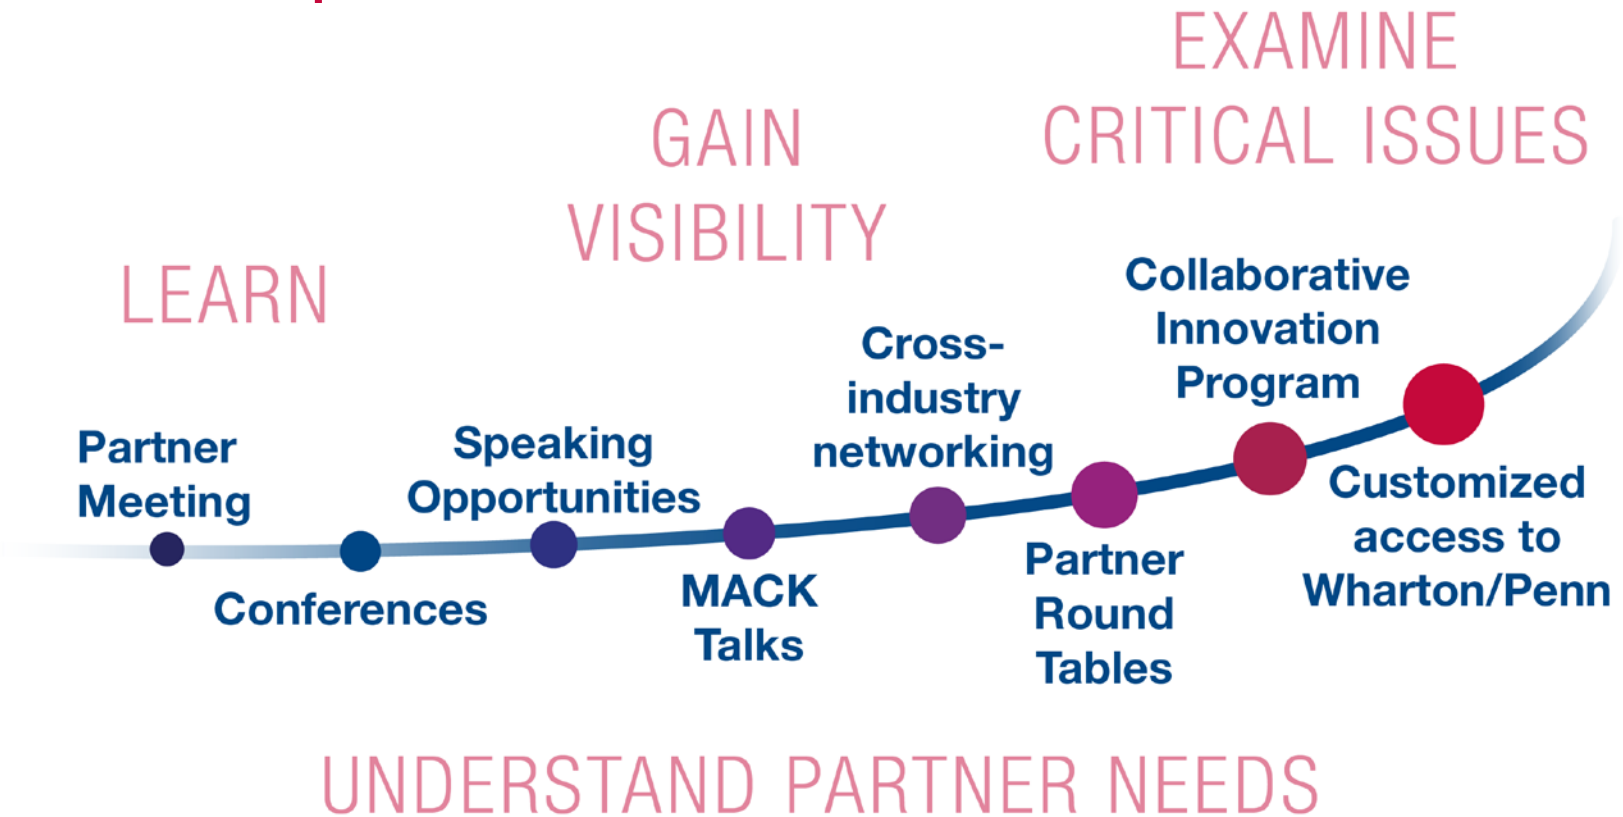 EXAMINE
CRITICAL ISSUES
GAIN
VISIBILITY
LEARN
Partner
Meeting
Conferences
Speaking
Opportunities
MACK
Talks
Cross-
industry
networking
Partner
Round
Tables
Collaborative
Innovation
Program
Customized
access to
Wharton/Penn
UNDERSTAND PARTNER NEEDS